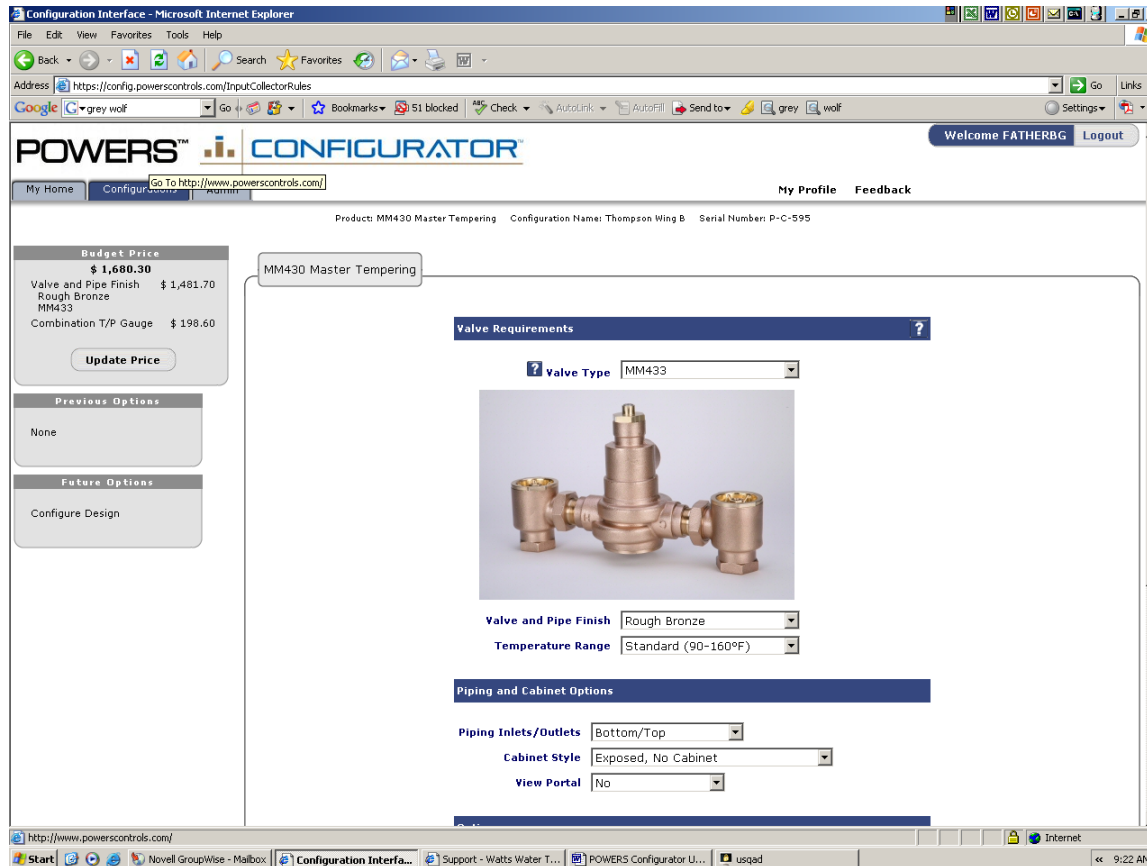 Configuration Interface - Microsoft Internet Explorer
File Edit View Favorites Tools Help
Back Search Favorites
Address https://config.powerscontrols.com/InputCollectorRules Go Links
Google grey wolf Go Bookmarks 51 blocked Check AutoLink AutoFill Send to grey wolf Settings
POWERS™ CONFIGURATOR
Welcome FATHERBG Logout
Go To http://www.powerscontrols.com/
My Home Configurations Admin My Profile Feedback
Product: MM430 Master Tempering Configuration Name: Thompson Wing B Serial Number: P-C-595
Budget Price
$ 1,680.30
Valve and Pipe Finish $ 1,481.70
Rough Bronze
MM433
Combination T/P Gauge $ 198.60
Update Price
Previous Options
None
Future Options
Configure Design
MM430 Master Tempering
Valve Requirements ?
? Valve Type MM433
Valve and Pipe Finish Rough Bronze
Temperature Range Standard (90-160ºF)
Piping and Cabinet Options
Piping Inlets/Outlets Bottom/Top
Cabinet Style Exposed, No Cabinet
View Portal No
http://www.powerscontrols.com/ Internet
Start Novell GroupWise - Mailbox Configuration Interfa... Support - Watts Water T... POWERS Configurator U... usqad 9:22 AM